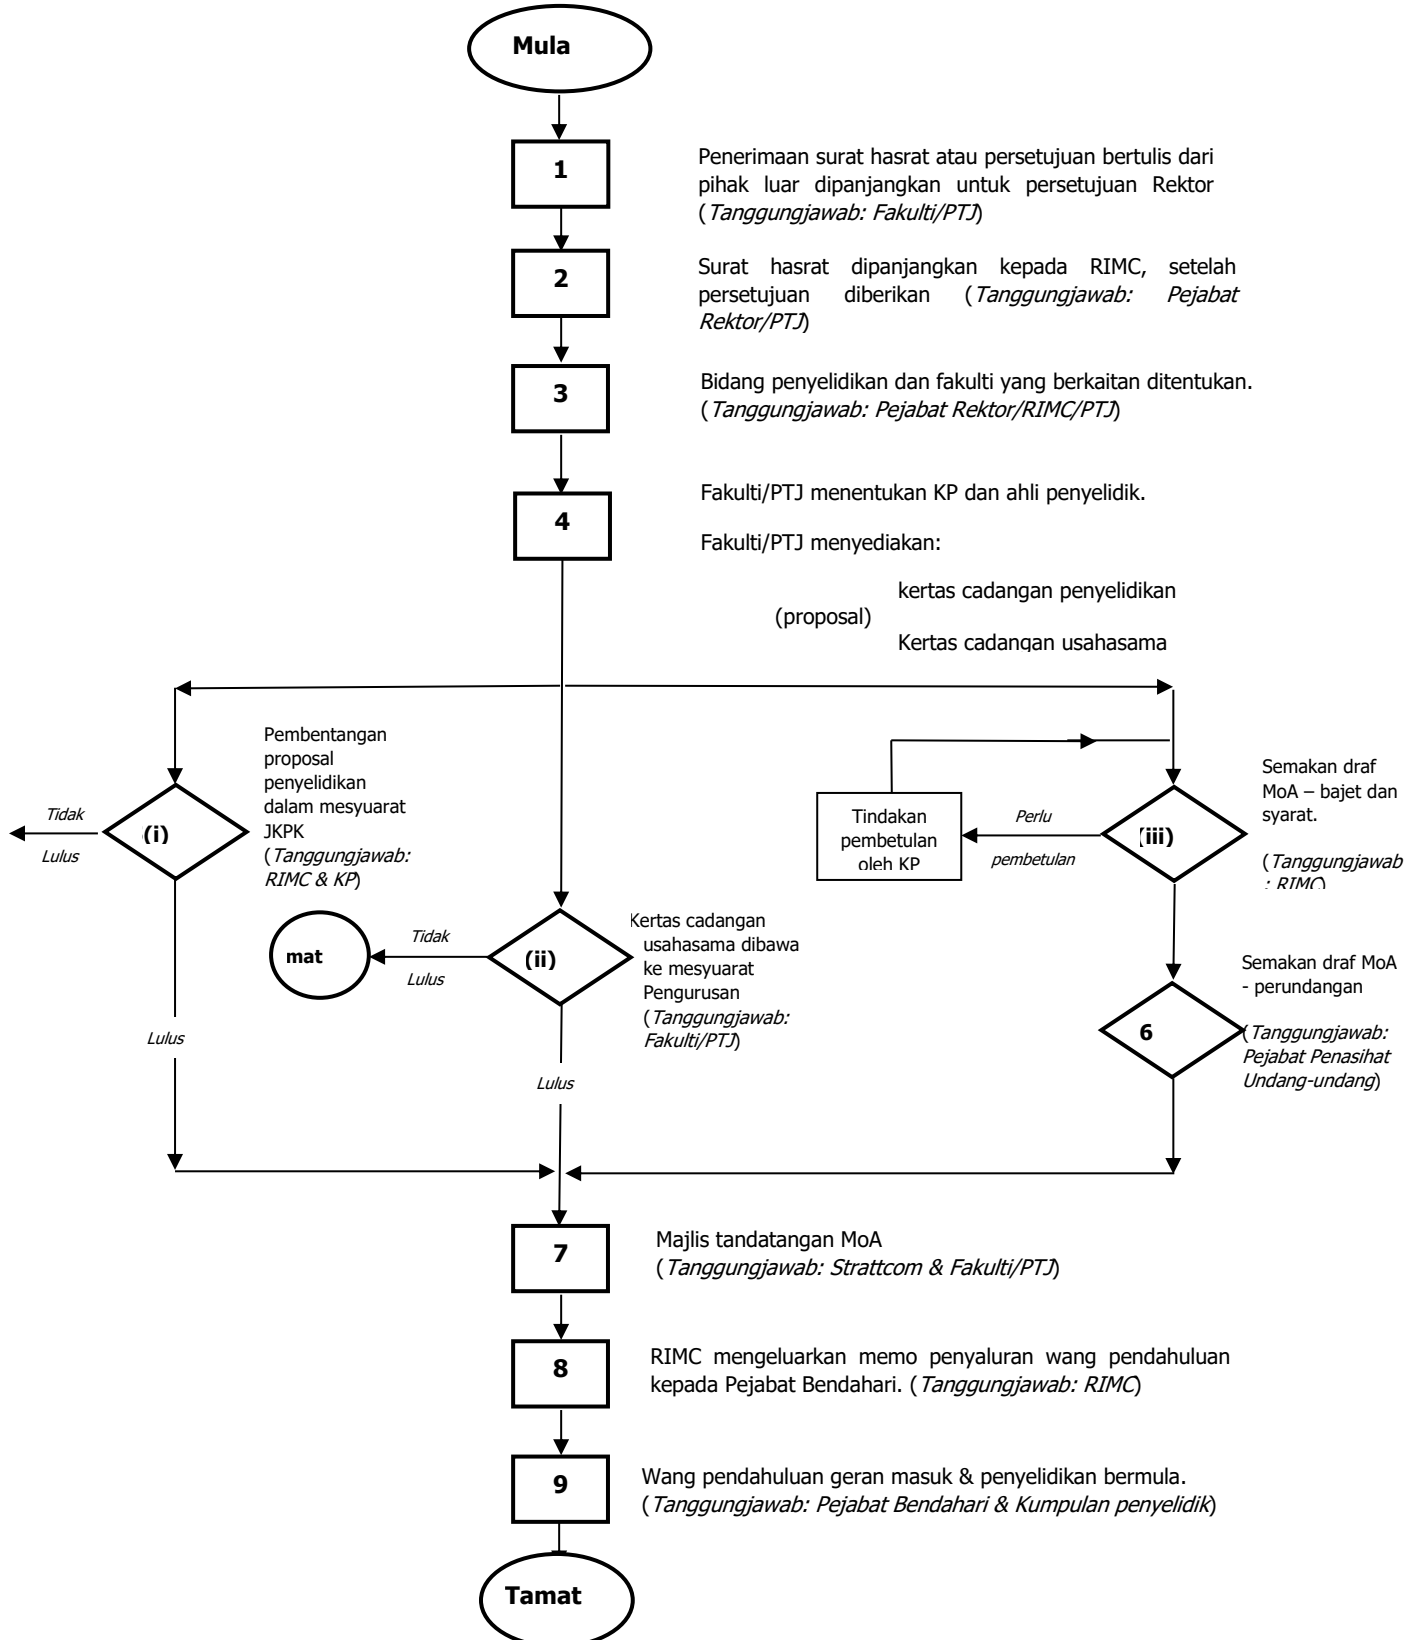 Mula
1
Penerimaan surat hasrat atau persetujuan bertulis dari
pihak luar dipanjangkan untuk persetujuan Rektor
(Tanggungjawab: Fakulti/PTJ)
2
Surat hasrat dipanjangkan kepada RIMC, setelah
persetujuan diberikan (Tanggungjawab: Pejabat
Rektor/PTJ)
3
Bidang penyelidikan dan fakulti yang berkaitan ditentukan.
(Tanggungjawab: Pejabat Rektor/RIMC/PTJ)
4
Fakulti/PTJ menentukan KP dan ahli penyelidik.
Fakulti/PTJ menyediakan:
kertas cadangan penyelidikan
(proposal)
Kertas cadangan usahasama
Pembentangan
proposal
penyelidikan
dalam mesyuarat
JKPK
(Tanggungjawab:
RIMC & KP)
Tidak
Lulus
(i)
Lulus
mat
Tidak
Lulus
(ii)
Kertas cadangan
usahasama dibawa
ke mesyuarat
Pengurusan
(Tanggungjawab:
Fakulti/PTJ)
Lulus
Tindakan
pembetulan
oleh KP
Perlu
pembetulan
(iii)
Semakan draf
MoA – bajet dan
syarat.
(Tanggungjawab
: RIMC)
6
Semakan draf MoA
- perundangan
(Tanggungjawab:
Pejabat Penasihat
Undang-undang)
7
Majlis tandatangan MoA
(Tanggungjawab: Strattcom & Fakulti/PTJ)
8
RIMC mengeluarkan memo penyaluran wang pendahuluan
kepada Pejabat Bendahari. (Tanggungjawab: RIMC)
9
Wang pendahuluan geran masuk & penyelidikan bermula.
(Tanggungjawab: Pejabat Bendahari & Kumpulan penyelidik)
Tamat